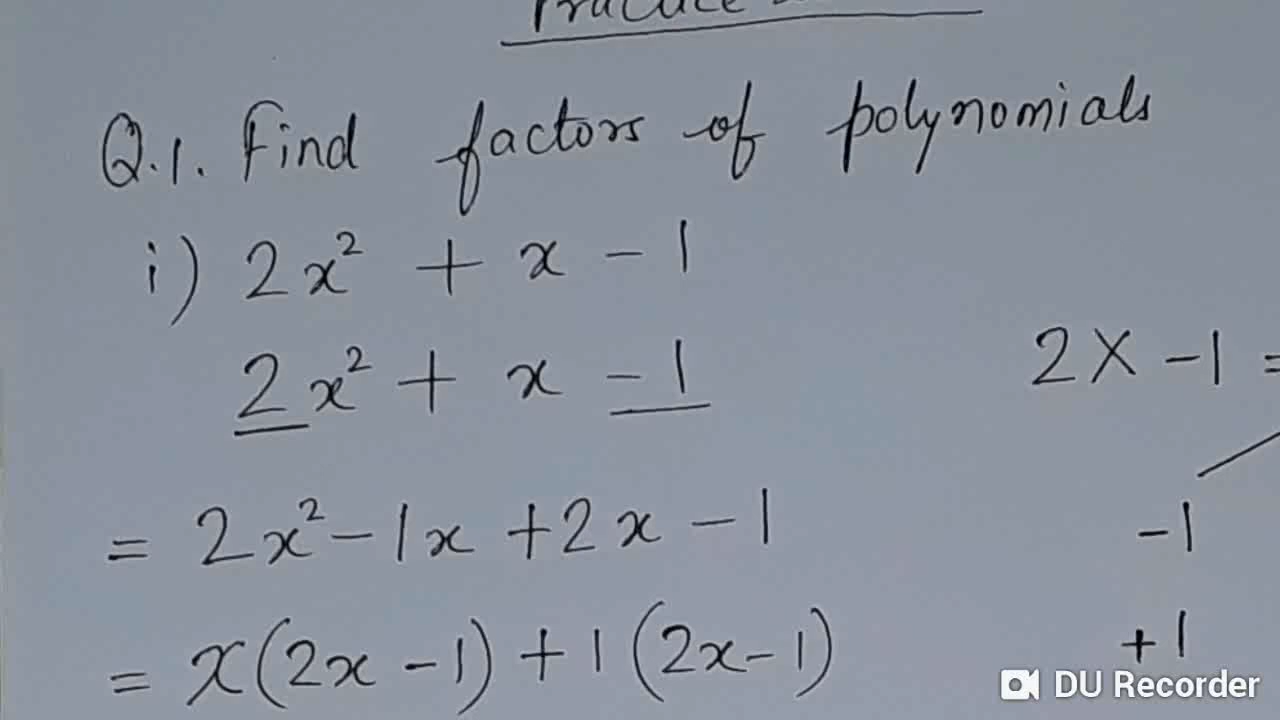 Q.1. Find factors of polynomials
i) 2x² + x - 1
2x² + x - 1
2X -1 =
= 2x² - 1x + 2x - 1
-1
= x(2x - 1) + 1(2x - 1)
+1
DU Recorder